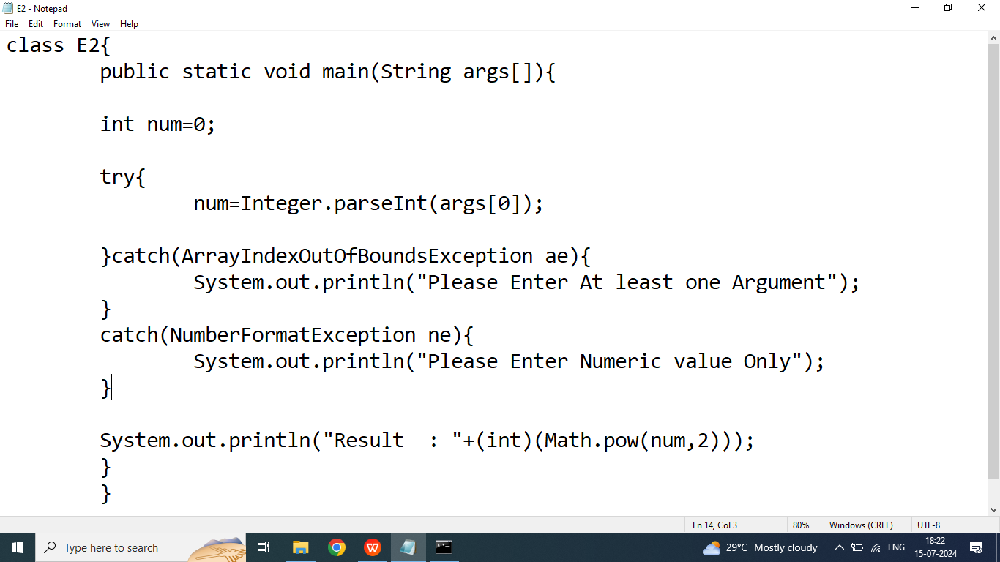 E2 - Notepad
File Edit Format View Help
class E2{
public static void main(String args[]){
int num=0;
try{
num=Integer.parseInt(args[0]);
}catch(ArrayIndexOutOfBoundsException ae){
System.out.println("Please Enter At least one Argument");
}
catch(NumberFormatException ne){
System.out.println("Please Enter Numeric value Only");
}
System.out.println("Result  : "+(int)(Math.pow(num,2)));
}
}
Ln 14, Col 3 80% Windows (CRLF) UTF-8
Type here to search W 29°C Mostly cloudy ENG 18:22
15-07-2024